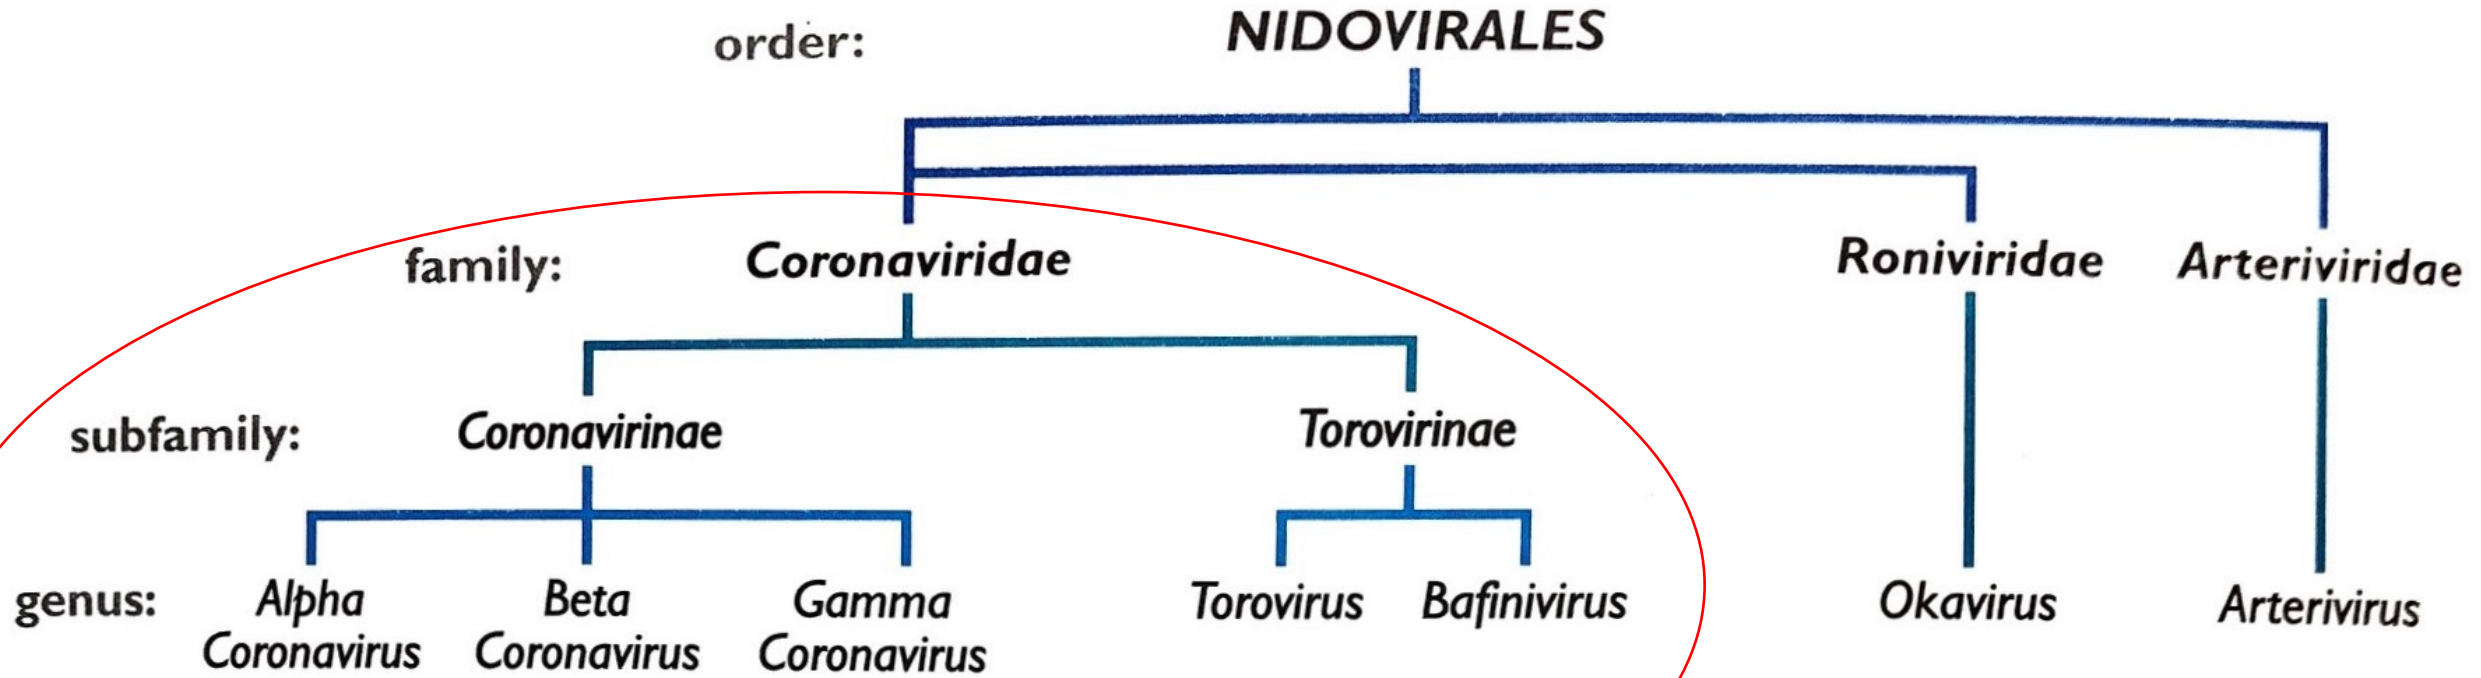 order: NIDOVIRALES
family: Coronaviridae Roniviridae Arteriviridae
subfamily: Coronavirinae Torovirinae
genus: Alpha Beta Gamma Torovirus Bafinivirus Okavirus Arterivirus
Coronavirus Coronavirus Coronavirus